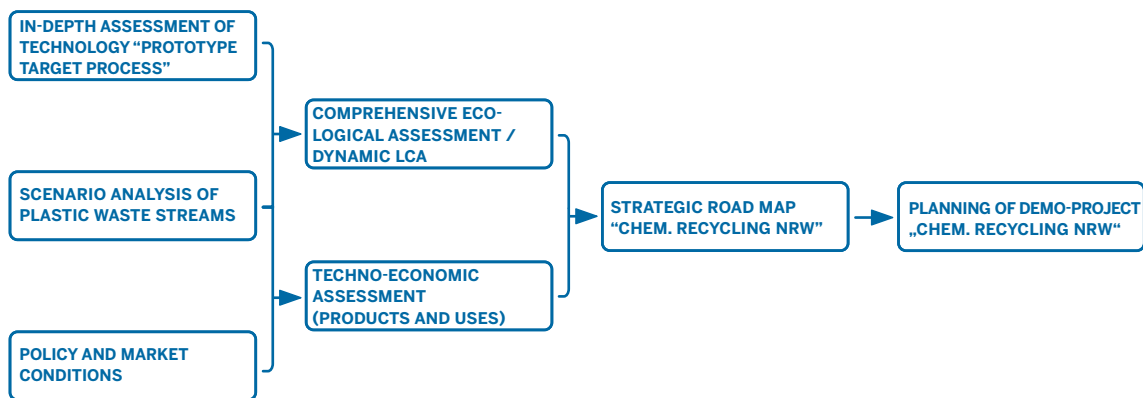 IN-DEPTH ASSESSMENT OF
TECHNOLOGY “PROTOTYPE
TARGET PROCESS”
SCENARIO ANALYSIS OF
PLASTIC WASTE STREAMS
POLICY AND MARKET
CONDITIONS
COMPREHENSIVE ECO-
LOGICAL ASSESSMENT /
DYNAMIC LCA
TECHNO-ECONOMIC
ASSESSMENT
(PRODUCTS AND USES)
STRATEGIC ROAD MAP
“CHEM. RECYCLING NRW”
PLANNING OF DEMO-PROJECT
„CHEM. RECYCLING NRW“